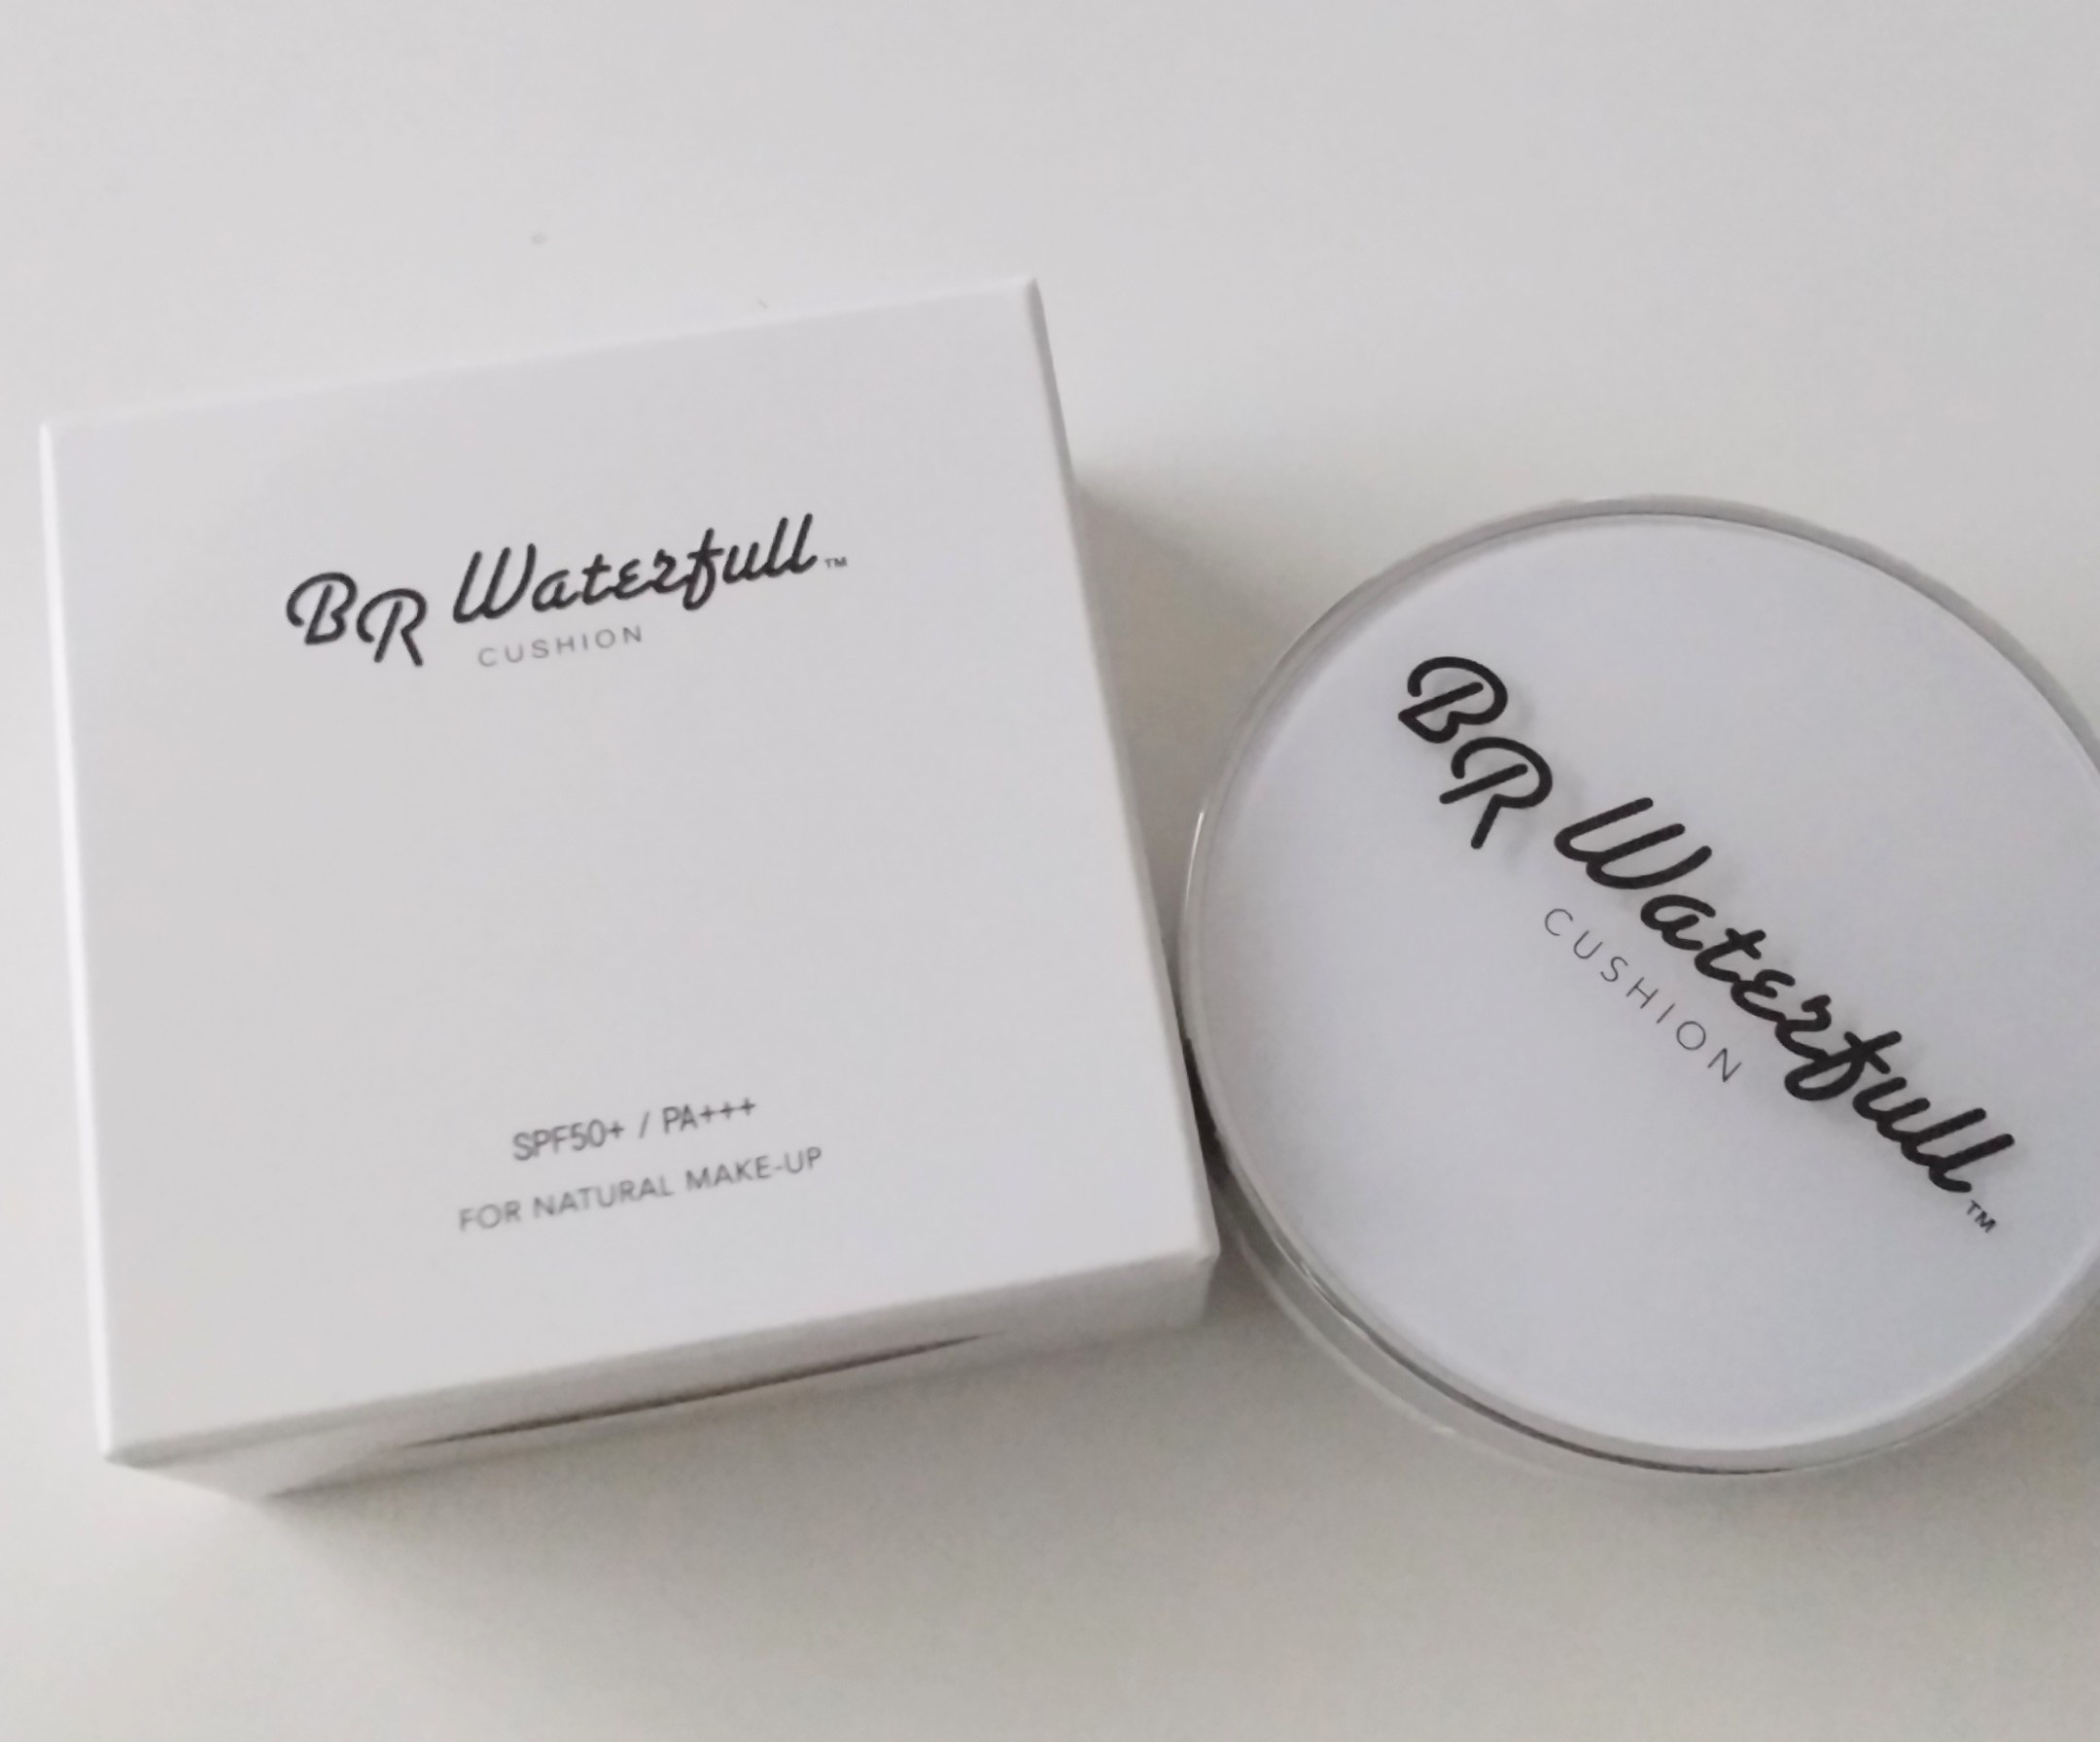 BR Waterfull™
CUSHION
SPF50+ / PA+++
FOR NATURAL MAKE-UP
BR Waterfull™
CUSHION